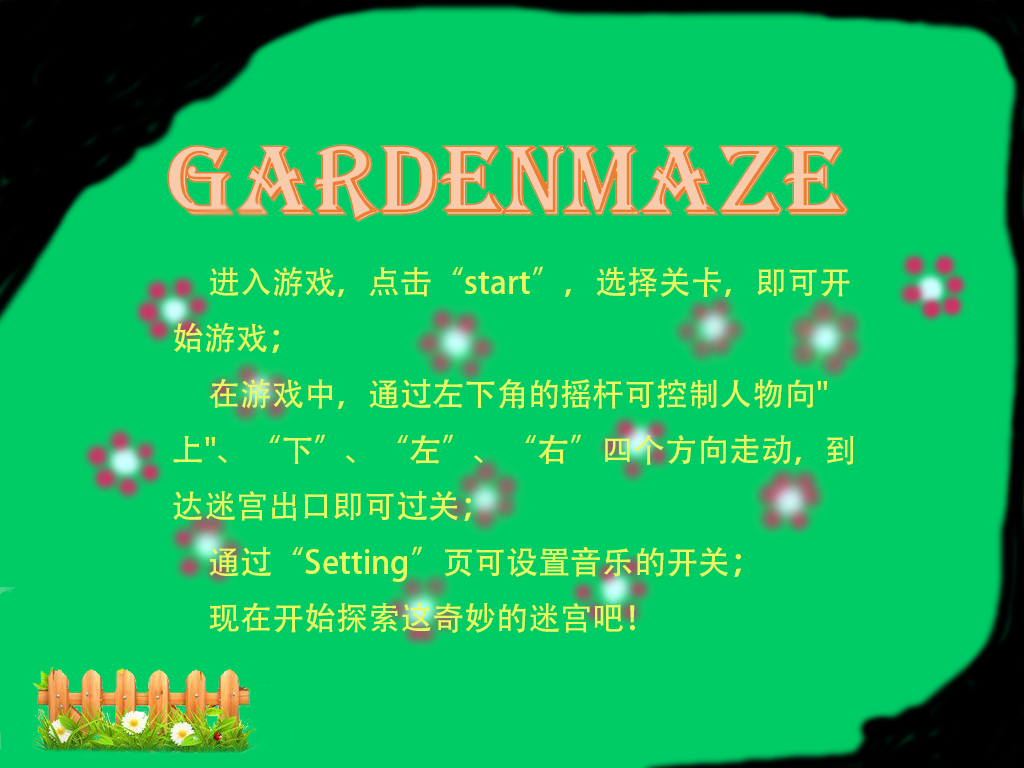 GARDENMAZE
进入游戏，点击“start”，选择关卡，即可开
始游戏；
在游戏中，通过左下角的摇杆可控制人物向"
上"、“下”、“左”、“右”四个方向走动，到
达迷宫出口即可过关；
通过“Setting”页可设置音乐的开关；
现在开始探索这奇妙的迷宫吧！